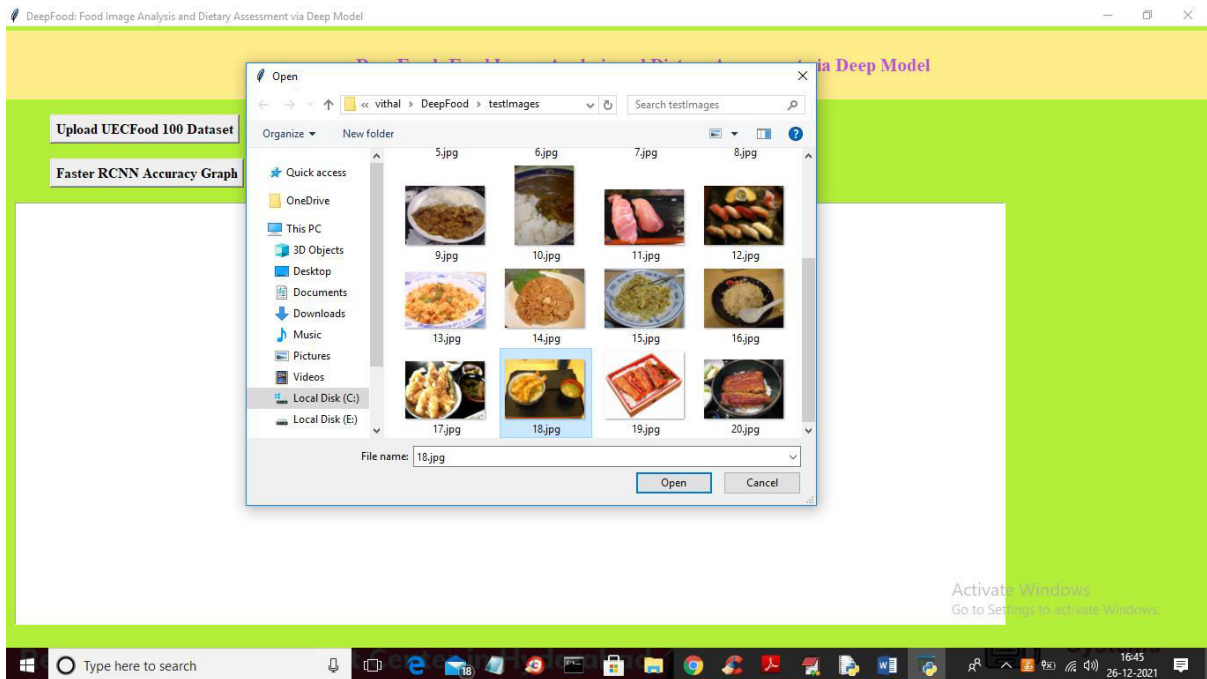 DeepFood: Food Image Analysis and Dietary Assessment via Deep Model
ia Deep Model
Open
« vithal > DeepFood > testImages
Search testImages
Organize
New folder
Upload UECFood 100 Dataset
Faster RCNN Accuracy Graph
Quick access
OneDrive
This PC
3D Objects
Desktop
Documents
Downloads
Music
Pictures
Videos
Local Disk (C:)
Local Disk (E:)
5.jpg 6.jpg 7.jpg 8.jpg
9.jpg 10.jpg 11.jpg 12.jpg
13.jpg 14.jpg 15.jpg 16.jpg
17.jpg 18.jpg 19.jpg 20.jpg
File name: 18.jpg
Open Cancel
Activate Windows
Go to Settings to activate Windows.
Type here to search
18
16:45
26-12-2021